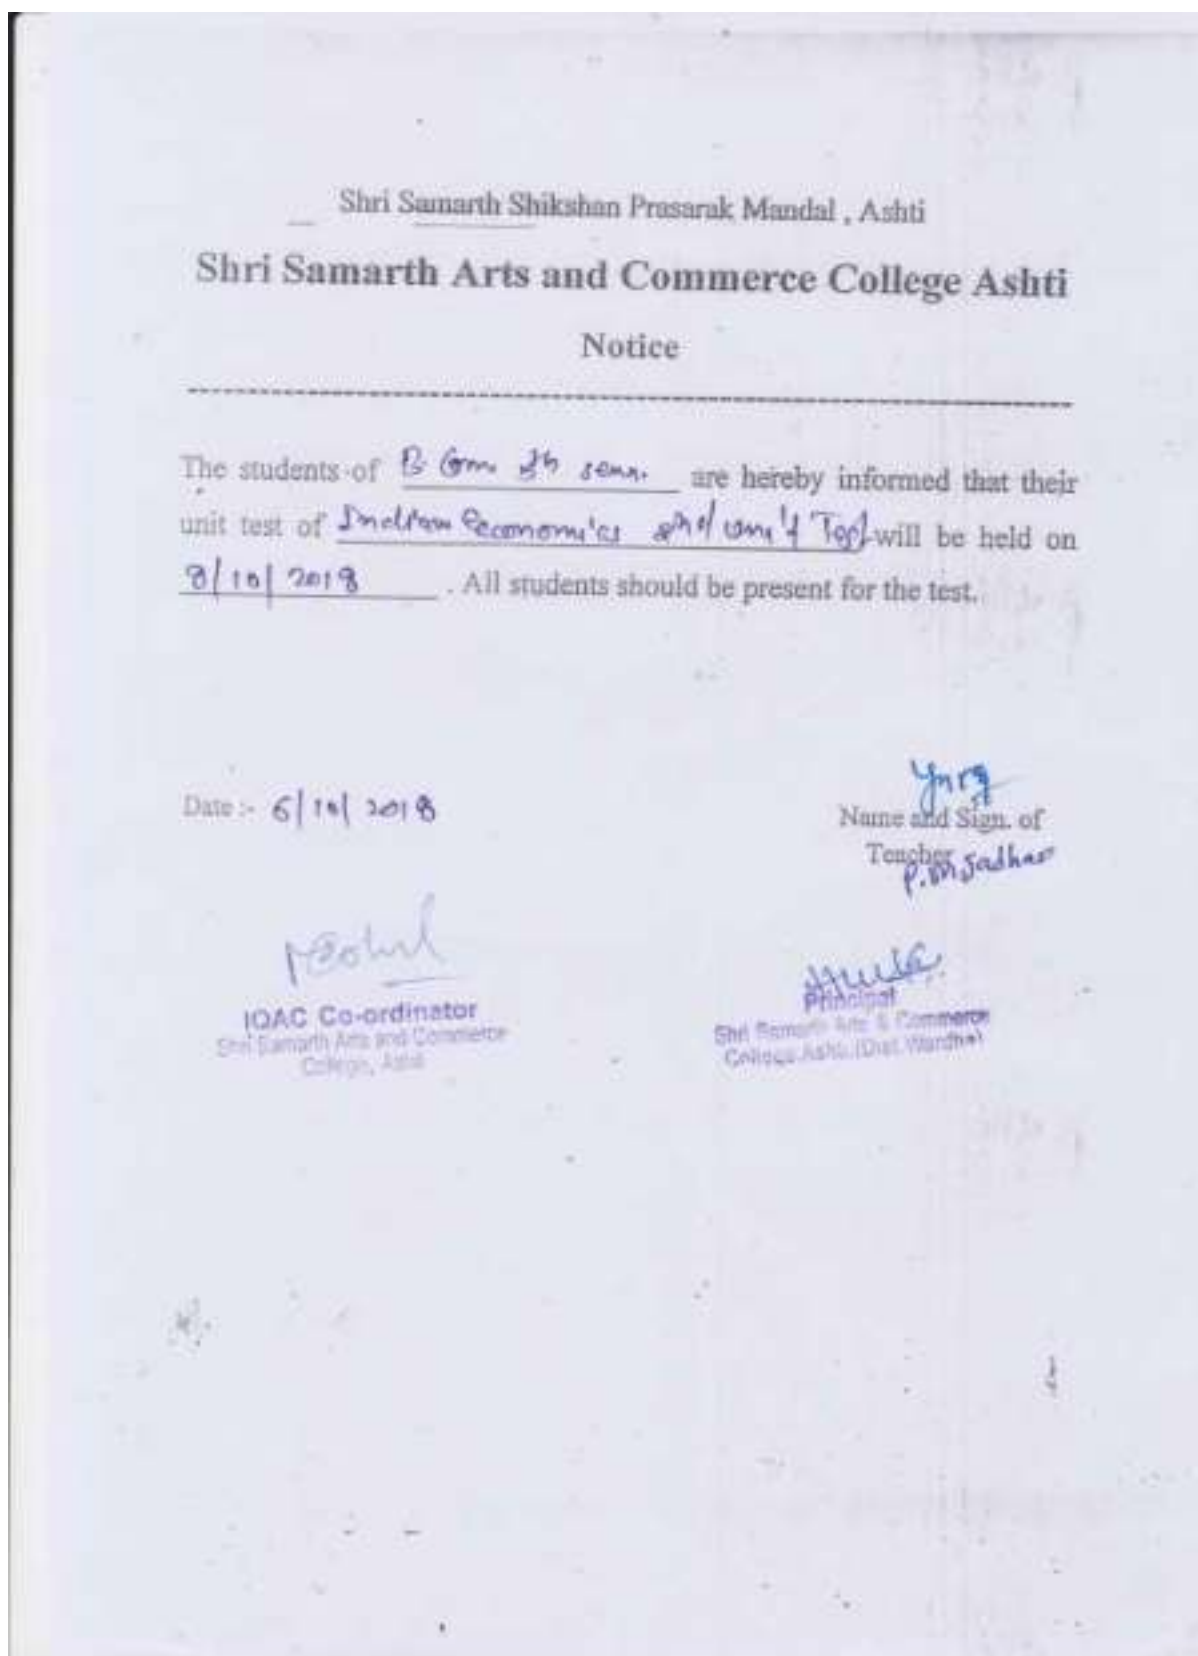 Shri Samarth Shikshan Prasarak Mandal , Ashti
Shri Samarth Arts and Commerce College Ashti
Notice
The students of B. Com. sem. are hereby informed that their
unit test of Indian Economics 2nd unit Test will be held on
8/10/2018 . All students should be present for the test.
Date :- 6/10/2018
Name and Sign. of
Teacher
P. M. Jadhao
IQAC Co-ordinator
Shri Samarth Arts and Commerce
College, Ashti
Principal
Shri Samarth Arts & Commerce
College Ashti (Dist. Wardha)